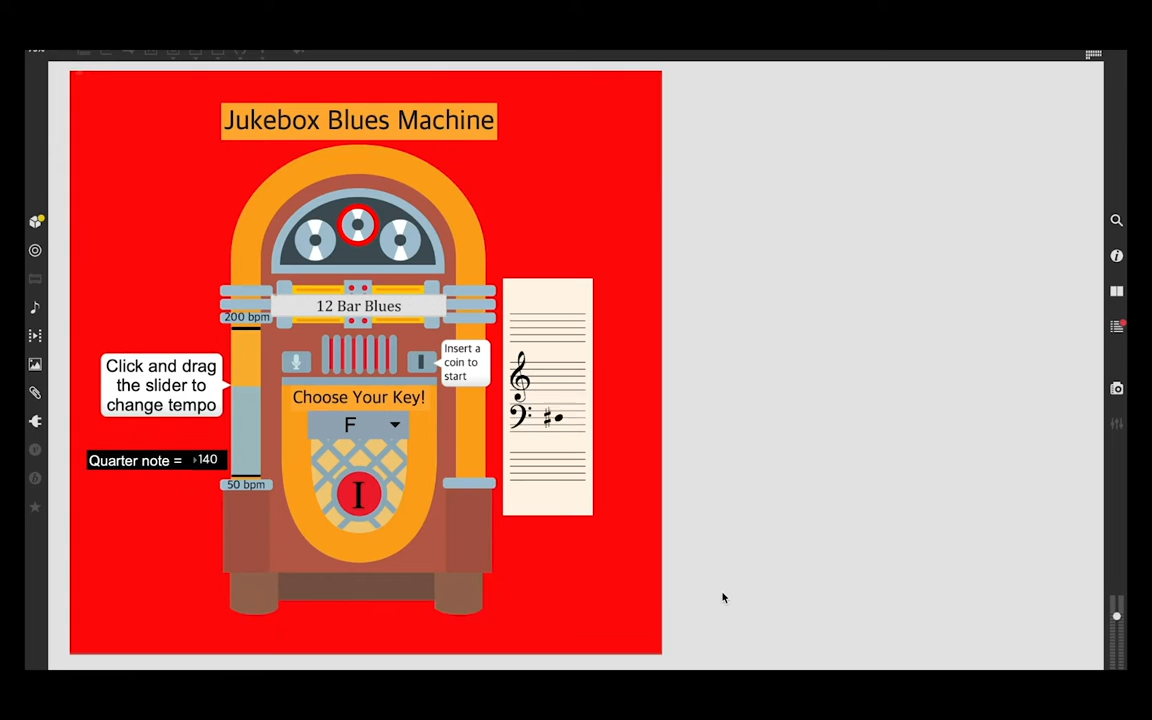 Jukebox Blues Machine
12 Bar Blues
200 bpm
Insert a
coin to
start
Click and drag
the slider to
change tempo
Choose Your Key!
F
Quarter note = 140
50 bpm
I